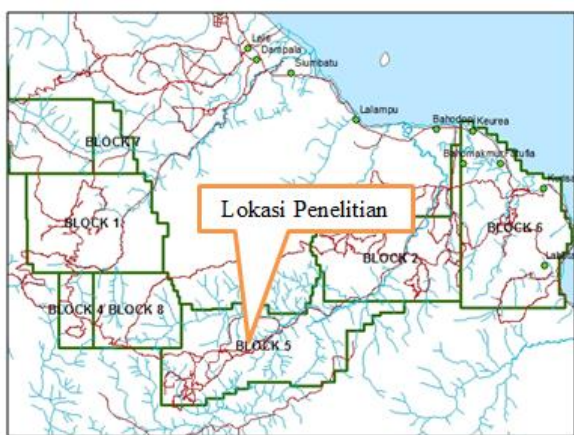 Lele
Dampala
Siumbatu
Lalampu
Bahodopi
Keurea
BLOCK 7
Bahomakmur
Fatufia
BLOCK 1
Lokasi Penelitian
BLOCK 6
BLOCK 2
BLOCK 4
BLOCK 8
BLOCK 5